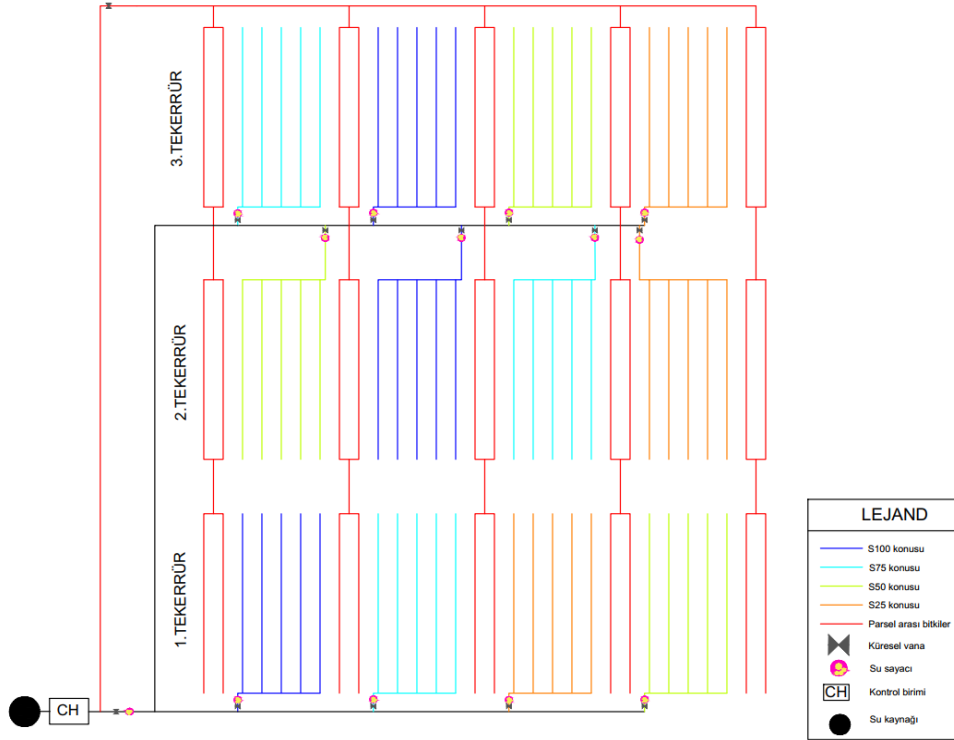 3.TEKERRÜR
2.TEKERRÜR
1.TEKERRÜR
CH
LEJAND
S100 konusu
S75 konusu
S50 konusu
S25 konusu
Parsel arası bitkiler
Küresel vana
Su sayacı
CH Kontrol birimi
Su kaynağı